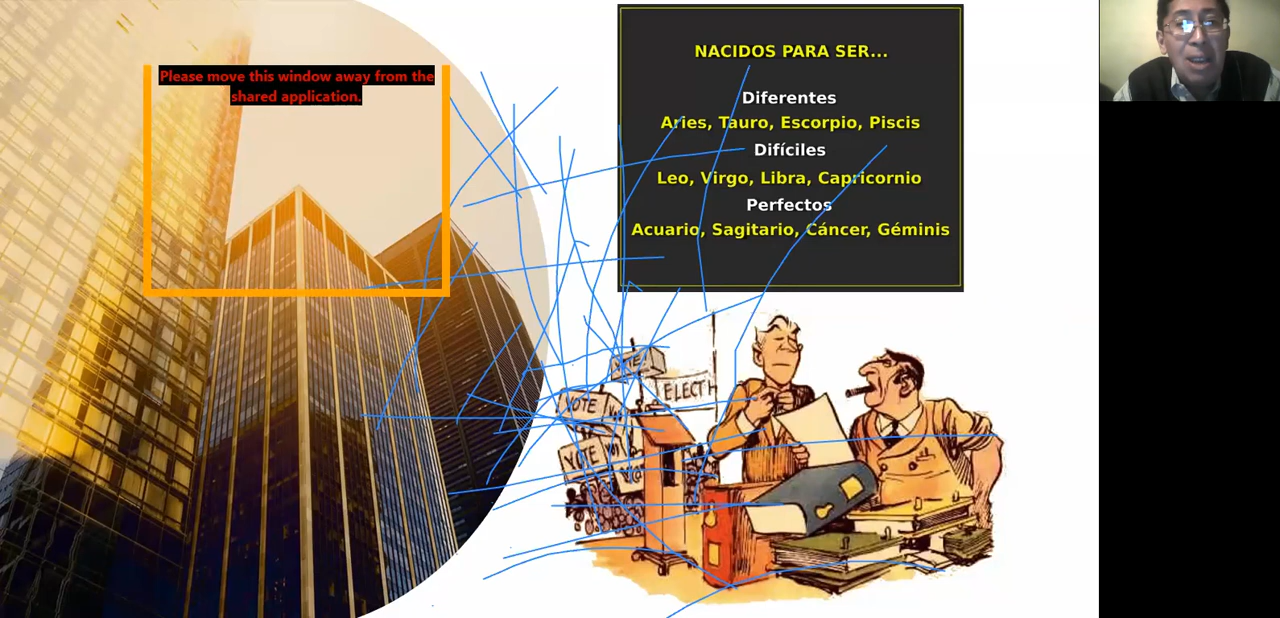 Please move this window away from the
shared application.
NACIDOS PARA SER...
Diferentes
Aries, Tauro, Escorpio, Piscis
Difíciles
Leo, Virgo, Libra, Capricornio
Perfectos
Acuario, Sagitario, Cáncer, Géminis
VOTE
VOTE